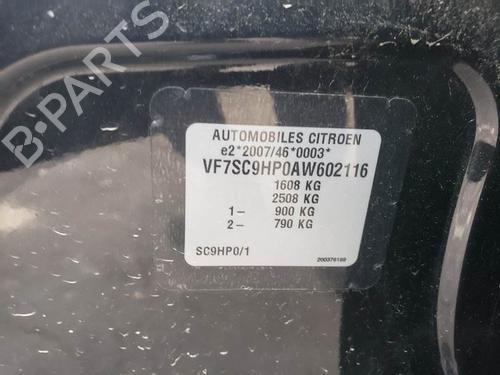 B-PARTS
AUTOMOBILES CITROEN
e2*2007/46*0003*
VF7SC9HP0AW602116
1608 KG
2508 KG
1- 900 KG
2- 790 KG
SC9HP0/1
200376169